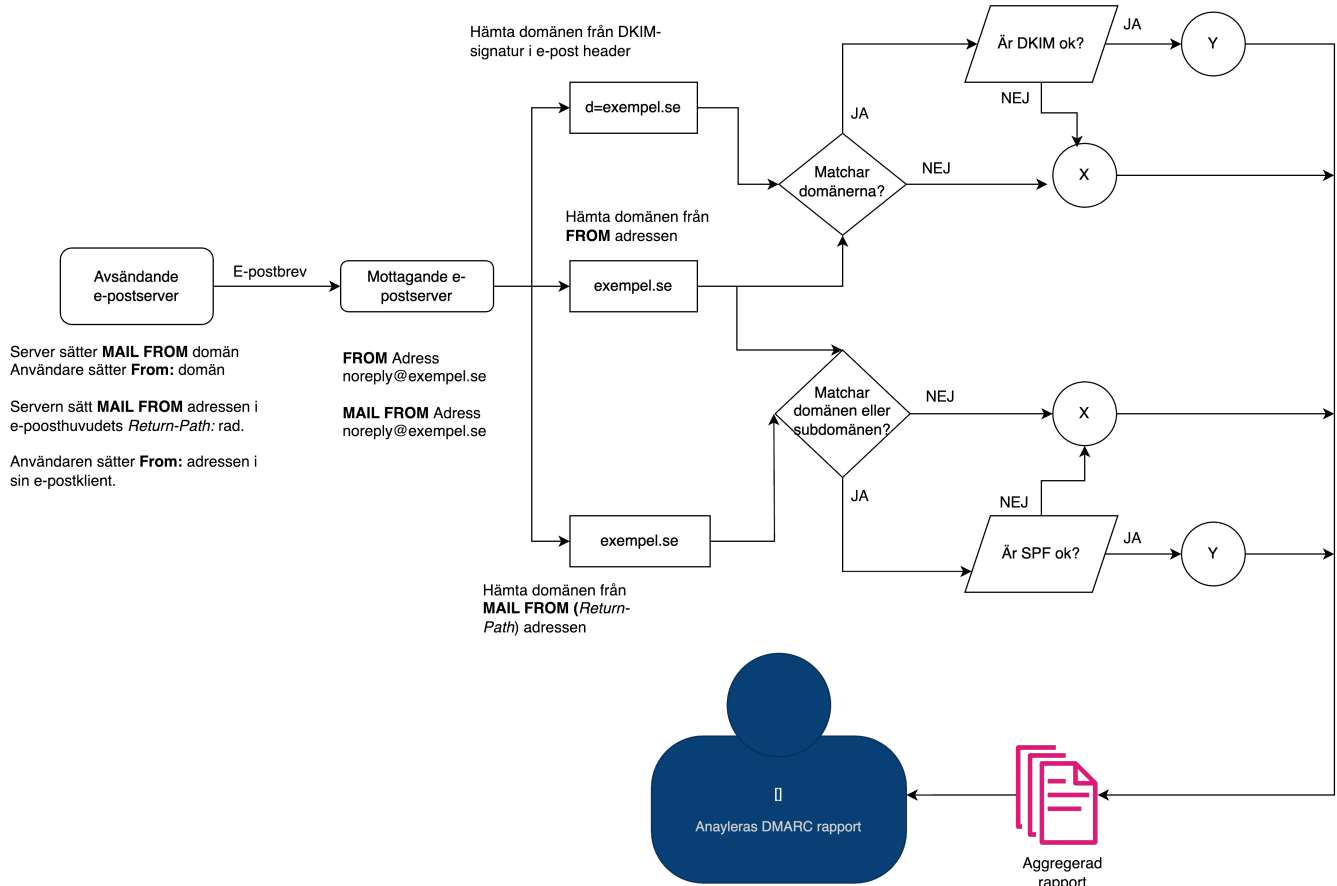 Hämta domänen från DKIM-
signatur i e-post header
d=exempel.se
Matchar
domänerna?
JA
Är DKIM ok?
JA
Y
NEJ
NEJ
X
Hämta domänen från
FROM adressen
exempel.se
Avsändande
e-postserver
E-postbrev
Mottagande e-
postserver
Server sätter MAIL FROM domän
Användare sätter From: domän
Servern sätt MAIL FROM adressen i
e-poosthuvudets Return-Path: rad.
Användaren sätter From: adressen i
sin e-postklient.
FROM Adress
noreply@exempel.se
MAIL FROM Adress
noreply@exempel.se
Matchar
domänen eller
subdomänen?
NEJ
X
JA
NEJ
Är SPF ok?
JA
Y
exempel.se
Hämta domänen från
MAIL FROM (Return-
Path) adressen
[]
Anayleras DMARC rapport
Aggregerad
rapport